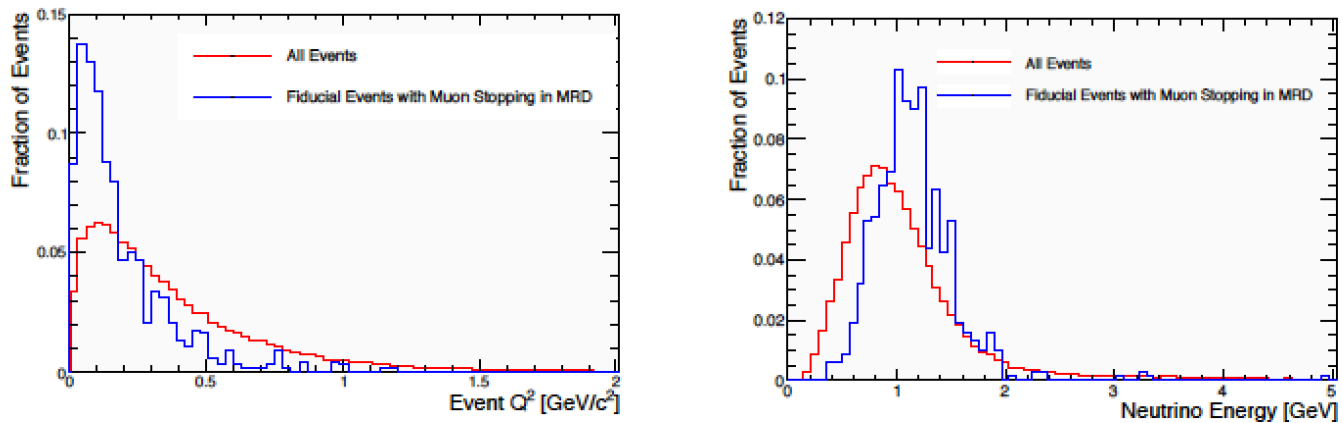 0.15
All Events
Fiducial Events with Muon Stopping in MRD
0.1
0.05
0
Fraction of Events
0 0.5 1 1.5 2
Event Q² [GeV/c²]
0.12
All Events
Fiducial Events with Muon Stopping in MRD
0.1
0.08
0.06
0.04
0.02
0
Fraction of Events
0 1 2 3 4 5
Neutrino Energy [GeV]